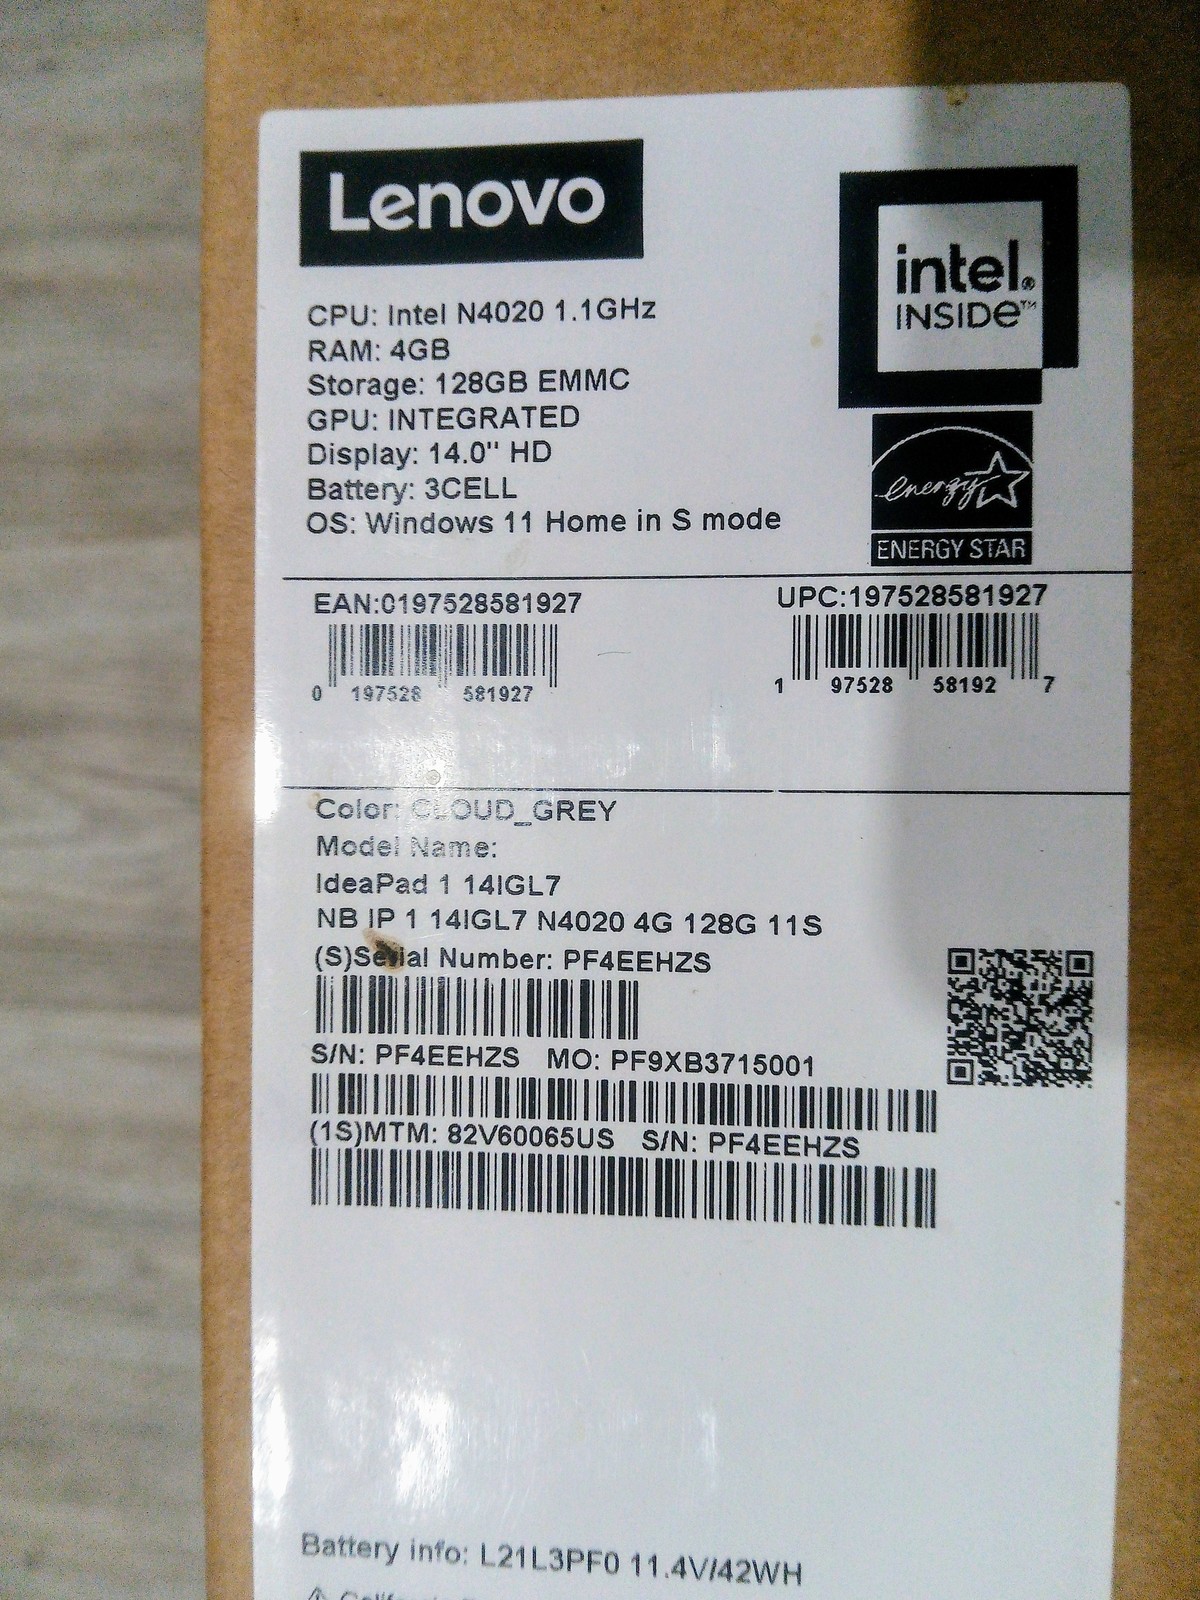 Lenovo
intel®
INSIDE™
CPU: Intel N4020 1.1GHz
RAM: 4GB
Storage: 128GB EMMC
GPU: INTEGRATED
Display: 14.0" HD
Battery: 3CELL
OS: Windows 11 Home in S mode
energy
ENERGY STAR
EAN:0197528581927
UPC:197528581927
0 197528 581927
1 97528 58192 7
Color: CLOUD_GREY
Model Name:
IdeaPad 1 14IGL7
NB IP 1 14IGL7 N4020 4G 128G 11S
(S)Serial Number: PF4EEHZS
S/N: PF4EEHZS MO: PF9XB3715001
(1S)MTM: 82V60065US S/N: PF4EEHZS
Battery info: L21L3PF0 11.4V/42WH